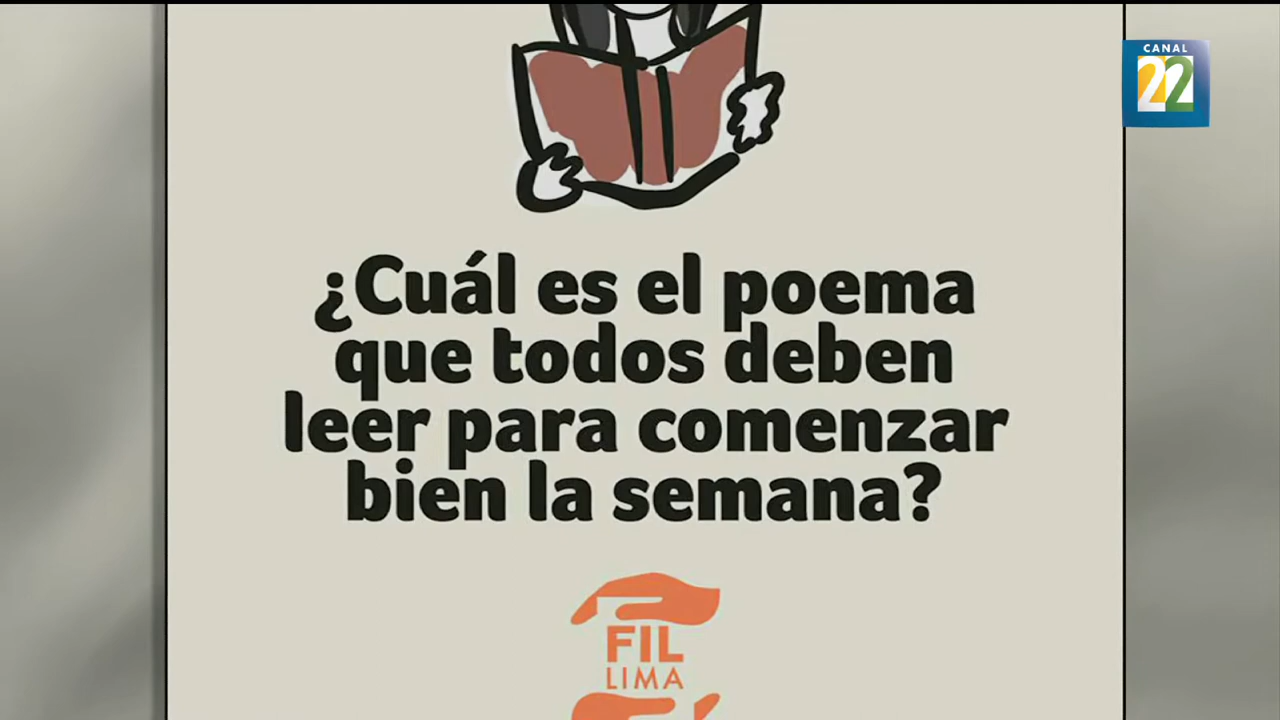 CANAL
22
¿Cuál es el poema
que todos deben
leer para comenzar
bien la semana?
FIL
LIMA